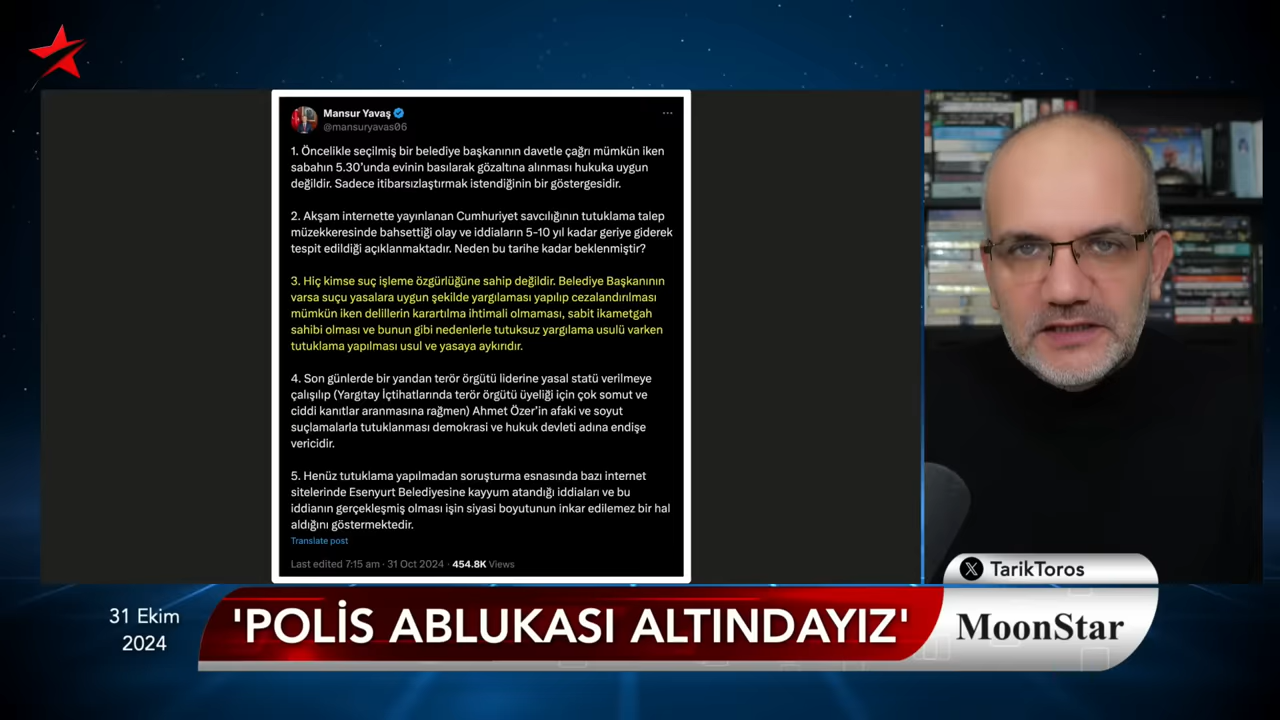 Mansur Yavaş
@mansuryavas06
1. Öncelikle seçilmiş bir belediye başkanının davetle çağrı mümkün iken
sabahın 5.30'unda evinin basılarak gözaltına alınması hukuka uygun
değildir. Sadece itibarsızlaştırmak istendiğinin bir göstergesidir.
2. Akşam internette yayınlanan Cumhuriyet savcılığının tutuklama talep
müzekkeresinde bahsettiği olay ve iddiaların 5-10 yıl kadar geriye giderek
tespit edildiği açıklanmaktadır. Neden bu tarihe kadar beklenmiştir?
3. Hiç kimse suç işleme özgürlüğüne sahip değildir. Belediye Başkanının
varsa suçu yasalara uygun şekilde yargılaması yapılıp cezalandırılması
mümkün iken delillerin karartılma ihtimali olmaması, sabit ikametgah
sahibi olması ve bunun gibi nedenlerle tutuksuz yargılama usulü varken
tutuklama yapılması usul ve yasaya aykırıdır.
4. Son günlerde bir yandan terör örgütü liderine yasal statü verilmeye
çalışılıp (Yargıtay İçtihatlarında terör örgütü üyeliği için çok somut ve
ciddi kanıtlar aranmasına rağmen) Ahmet Özer'in afaki ve soyut
suçlamalarla tutuklanması demokrasi ve hukuk devleti adına endişe
vericidir.
5. Henüz tutuklama yapılmadan soruşturma esnasında bazı internet
sitelerinde Esenyurt Belediyesine kayyum atandığı iddiaları ve bu
iddianın gerçekleşmiş olması işin siyasi boyutunun inkar edilemez bir hal
aldığını göstermektedir.
Translate post
Last edited 7:15 am · 31 Oct 2024 · 454.8K Views
TarikToros
MoonStar
31 Ekim
2024
'POLİS ABLUKASI ALTINDAYIZ'